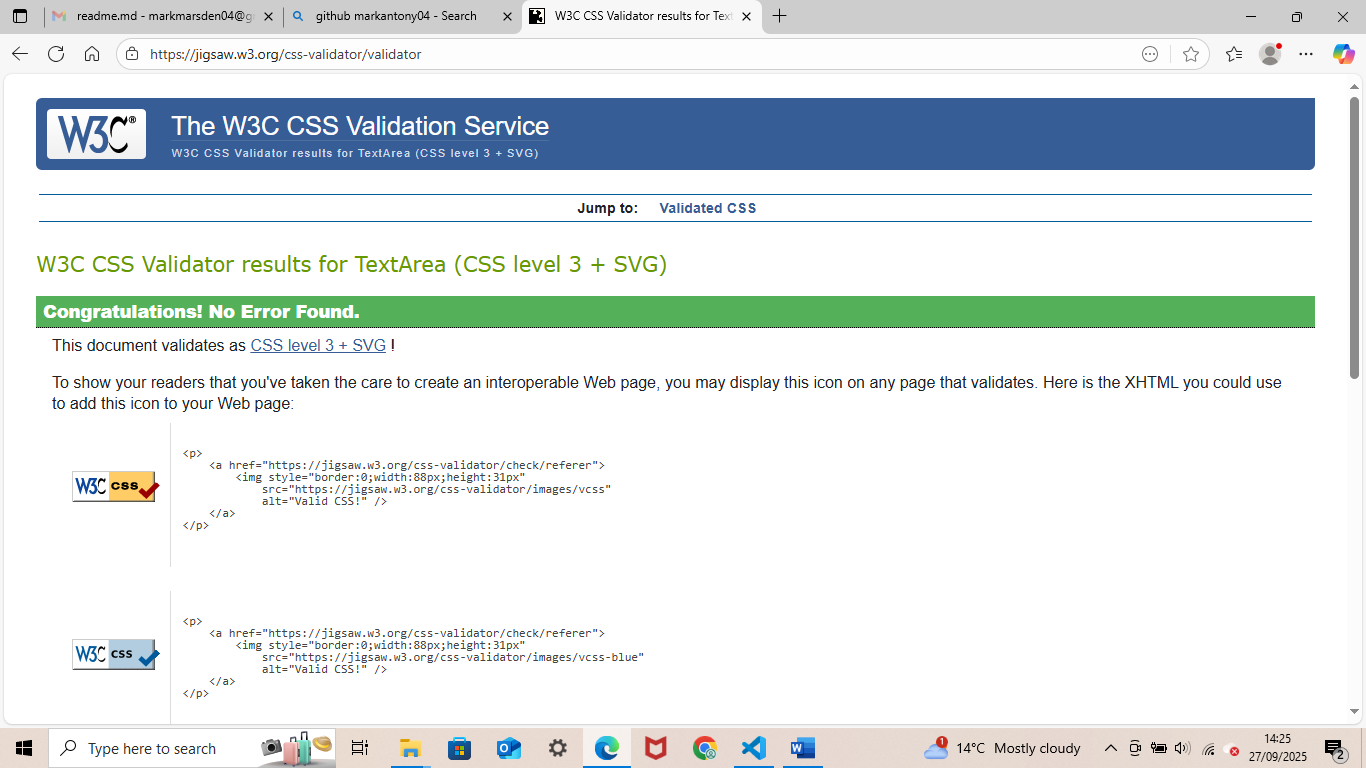 readme.md - markmarsden04@g
github markantony04 - Search
W3C CSS Validator results for Text
https://jigsaw.w3.org/css-validator/validator
W3C®
The W3C CSS Validation Service
W3C CSS Validator results for TextArea (CSS level 3 + SVG)
Jump to: Validated CSS
W3C CSS Validator results for TextArea (CSS level 3 + SVG)
Congratulations! No Error Found.
This document validates as CSS level 3 + SVG !
To show your readers that you've taken the care to create an interoperable Web page, you may display this icon on any page that validates. Here is the XHTML you could use
to add this icon to your Web page:
W3C css
<p>
<a href="https://jigsaw.w3.org/css-validator/check/referer">
<img style="border:0;width:88px;height:31px"
src="https://jigsaw.w3.org/css-validator/images/vcss"
alt="Valid CSS!" />
</a>
</p>
W3C css
<p>
<a href="https://jigsaw.w3.org/css-validator/check/referer">
<img style="border:0;width:88px;height:31px"
src="https://jigsaw.w3.org/css-validator/images/vcss-blue"
alt="Valid CSS!" />
</a>
</p>
Type here to search
1
14°C Mostly cloudy
14:25
27/09/2025
2